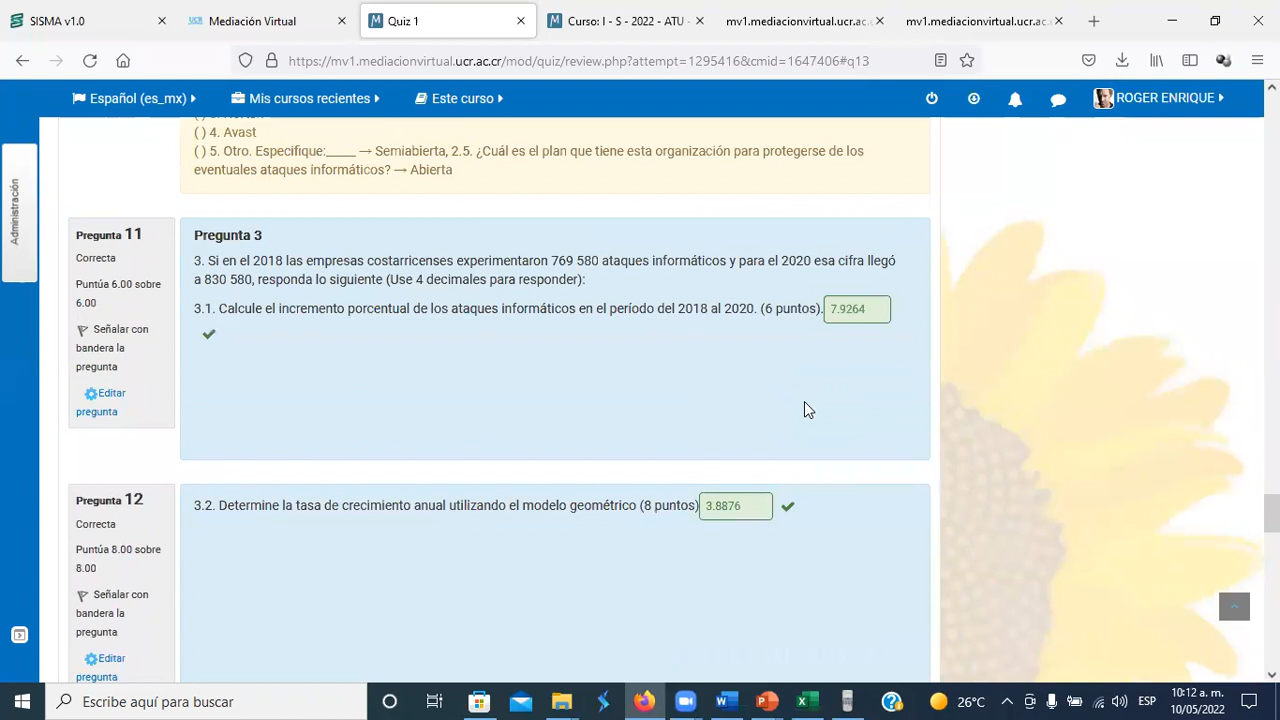 SISMA v1.0
Mediación Virtual
Quiz 1
Curso: I - S - 2022 - ATU -
mv1.mediacionvirtual.ucr.ac.c
mv1.mediacionvirtual.ucr.ac.c
https://mv1.mediacionvirtual.ucr.ac.cr/mod/quiz/review.php?attempt=1295416&cmid=1647406#q13
Español (es_mx)
Mis cursos recientes
Este curso
ROGER ENRIQUE
Administración
( ) 4. Avast
( ) 5. Otro. Especifique:_____ → Semiabierta, 2.5. ¿Cuál es el plan que tiene esta organización para protegerse de los
eventuales ataques informáticos? → Abierta
Pregunta 11
Correcta
Puntúa 6.00 sobre
6.00
Señalar con
bandera la
pregunta
Editar
pregunta
Pregunta 3
3. Si en el 2018 las empresas costarricenses experimentaron 769 580 ataques informáticos y para el 2020 esa cifra llegó
a 830 580, responda lo siguiente (Use 4 decimales para responder):
3.1. Calcule el incremento porcentual de los ataques informáticos en el período del 2018 al 2020. (6 puntos). 7.9264
Pregunta 12
Correcta
Puntúa 8.00 sobre
8.00
Señalar con
bandera la
pregunta
Editar
pregunta
3.2. Determine la tasa de crecimiento anual utilizando el modelo geométrico (8 puntos) 3.8876
Escribe aquí para buscar
26°C
ESP
10:12 a. m.
10/05/2022